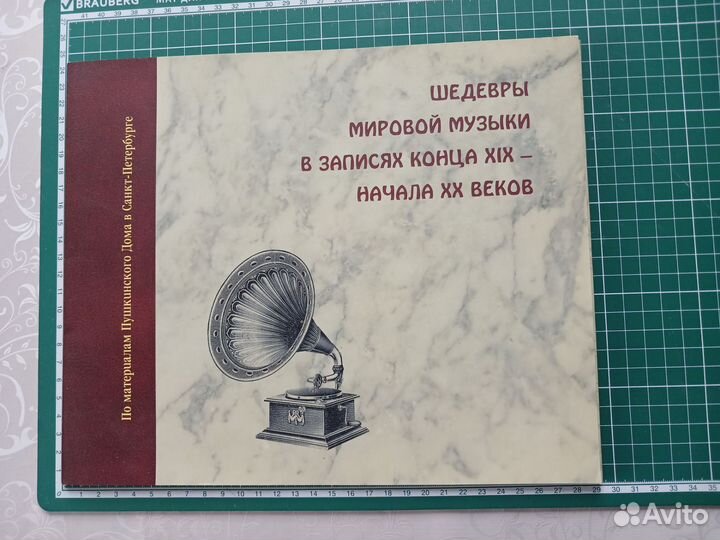 BRAUBERG
ШЕДЕВРЫ
МИРОВОЙ МУЗЫКИ
В ЗАПИСЯХ КОНЦА XIX –
НАЧАЛА XX ВЕКОВ
По материалам Пушкинского Дома в Санкт-Петербурге
Avito